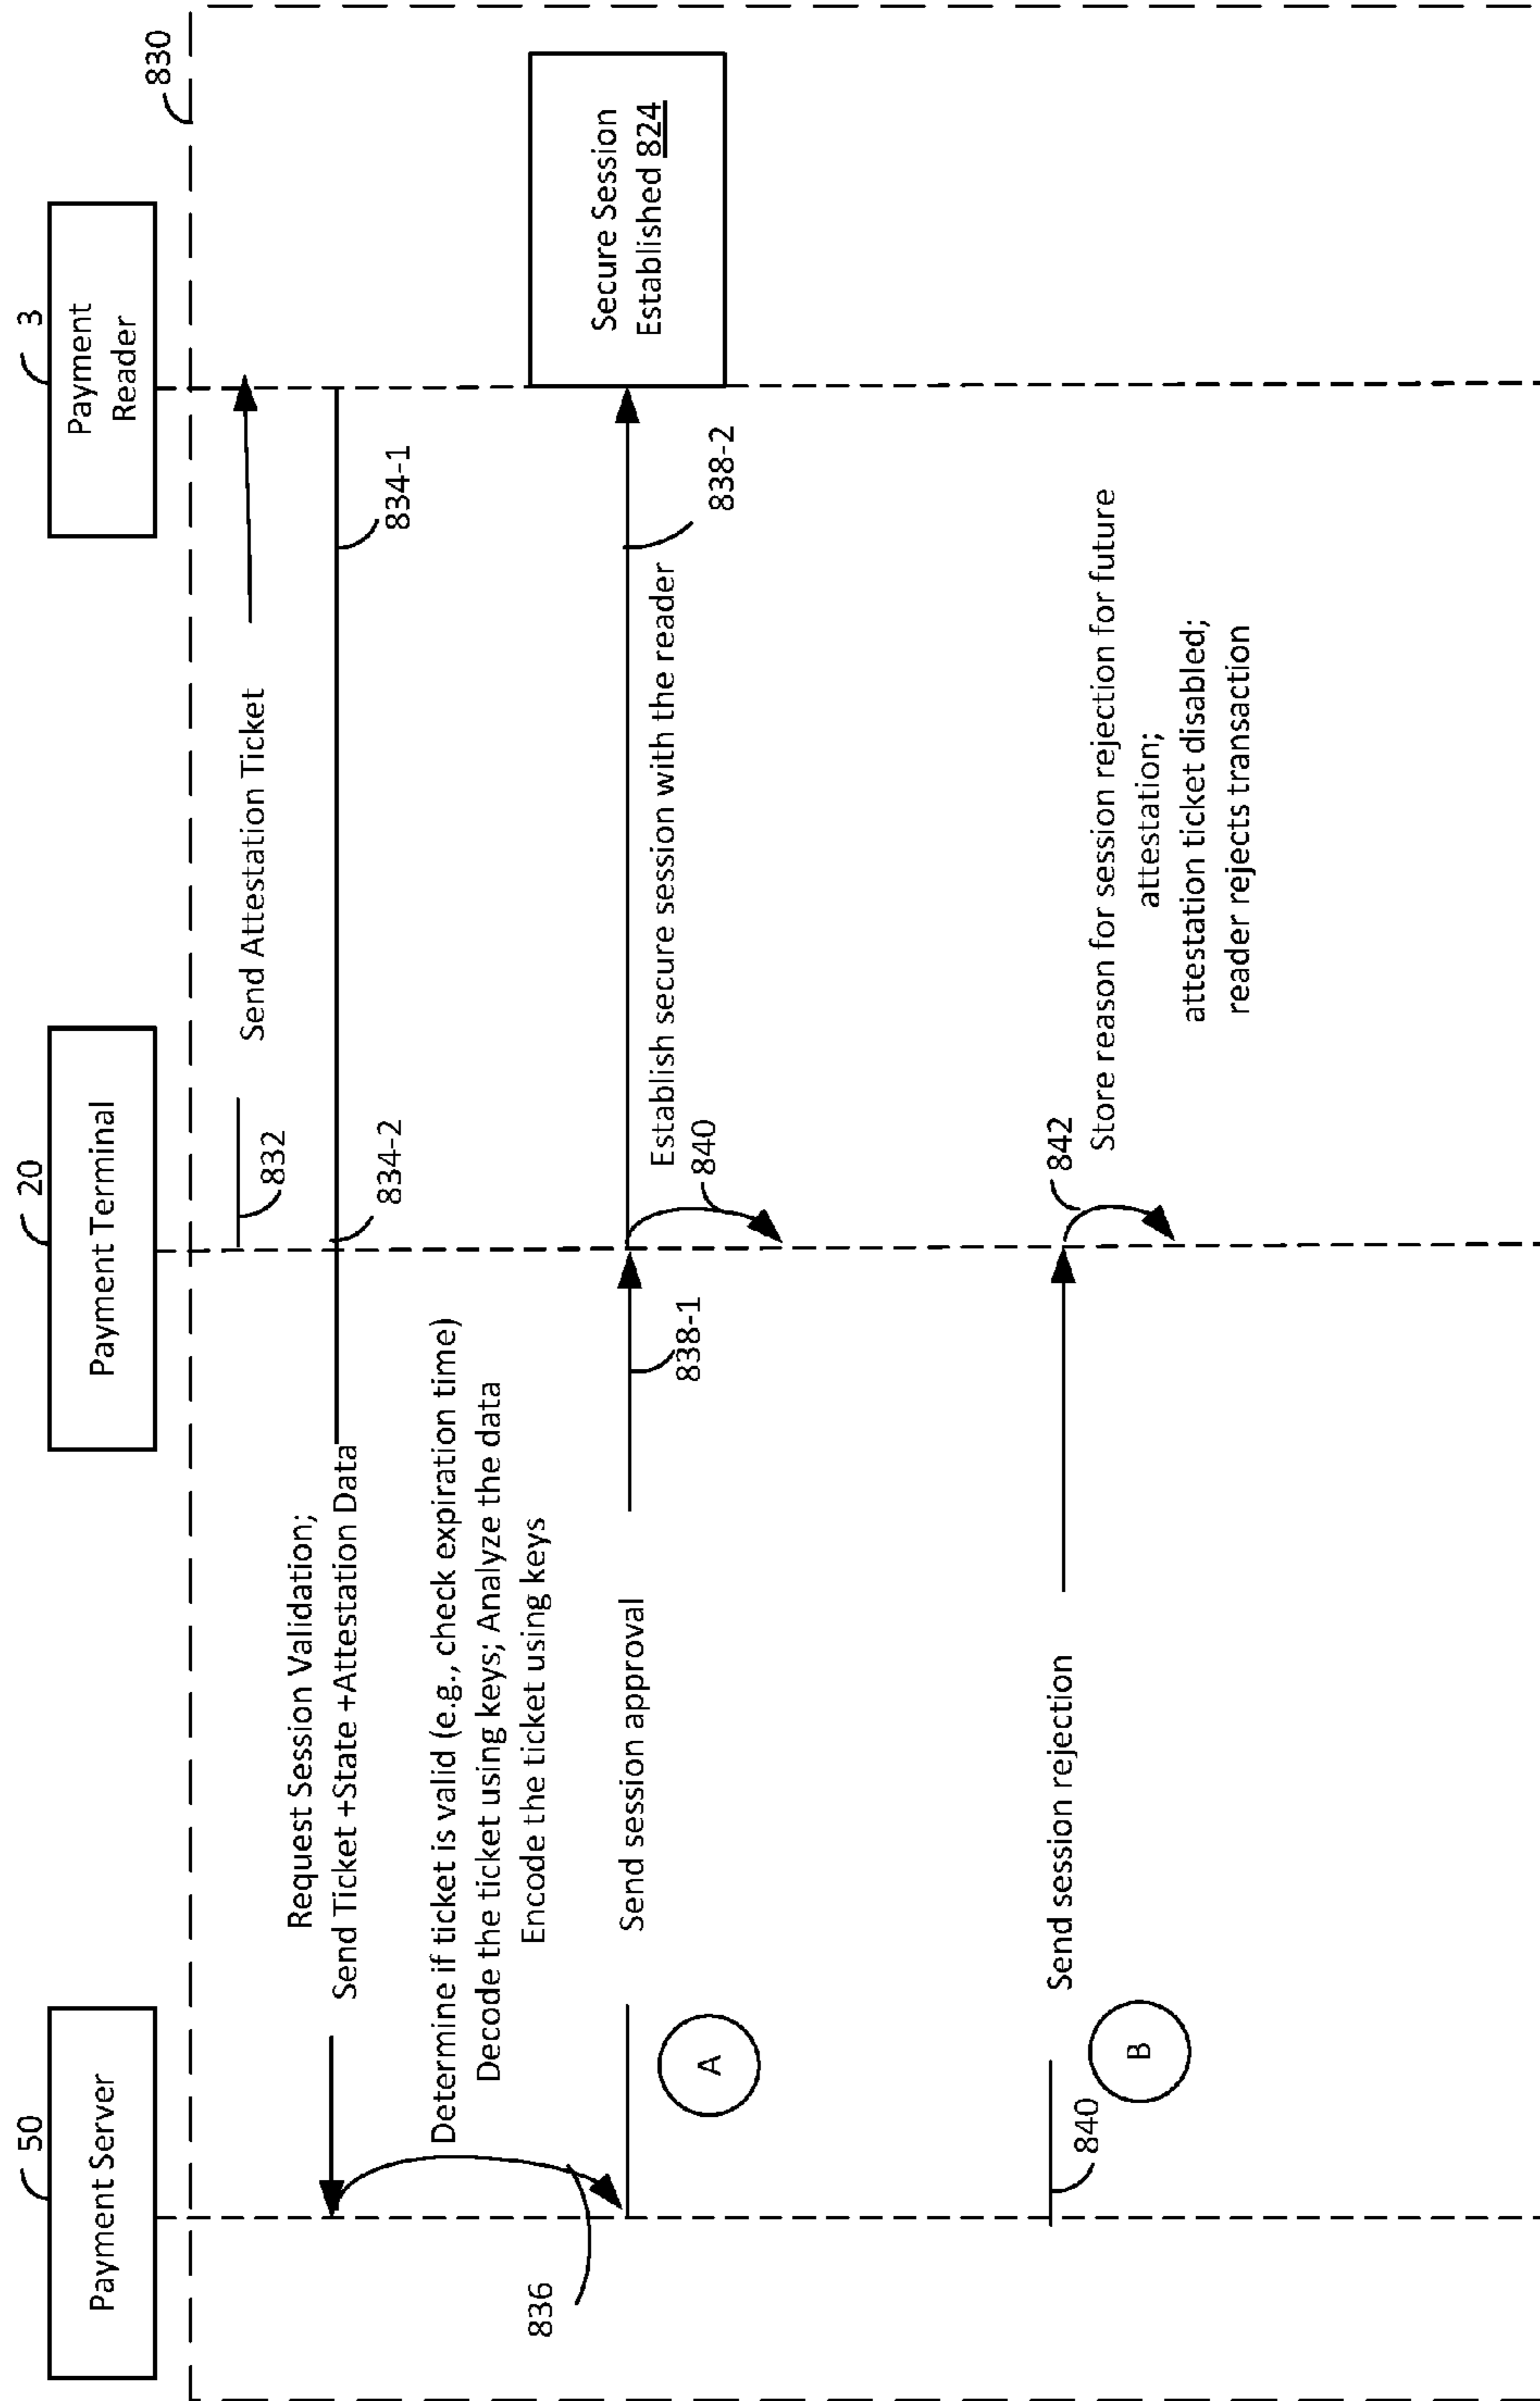 50
Payment Server
20
Payment Terminal
3
Payment
Reader
830
Send Attestation Ticket
832
Request Session Validation;
Send Ticket +State +Attestation Data
834-2
834-1
Determine if ticket is valid (e.g., check expiration time)
Decode the ticket using keys; Analyze the data
Encode the ticket using keys
836
Send session approval
A
838-1
Establish secure session with the reader
838-2
840
Secure Session
Established 824
Send session rejection
840
B
842
Store reason for session rejection for future
attestation;
attestation ticket disabled;
reader rejects transaction